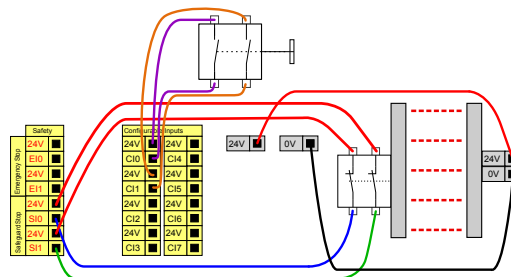 Safety
Emergency Stop
24V
EI0
24V
EI1
Safeguard Stop
24V
SI0
24V
SI1
Configurable Inputs
24V 24V
CI0 CI4
24V 24V
CI1 CI5
24V 24V
CI2 CI6
24V 24V
CI3 CI7
24V
0V
24V
0V